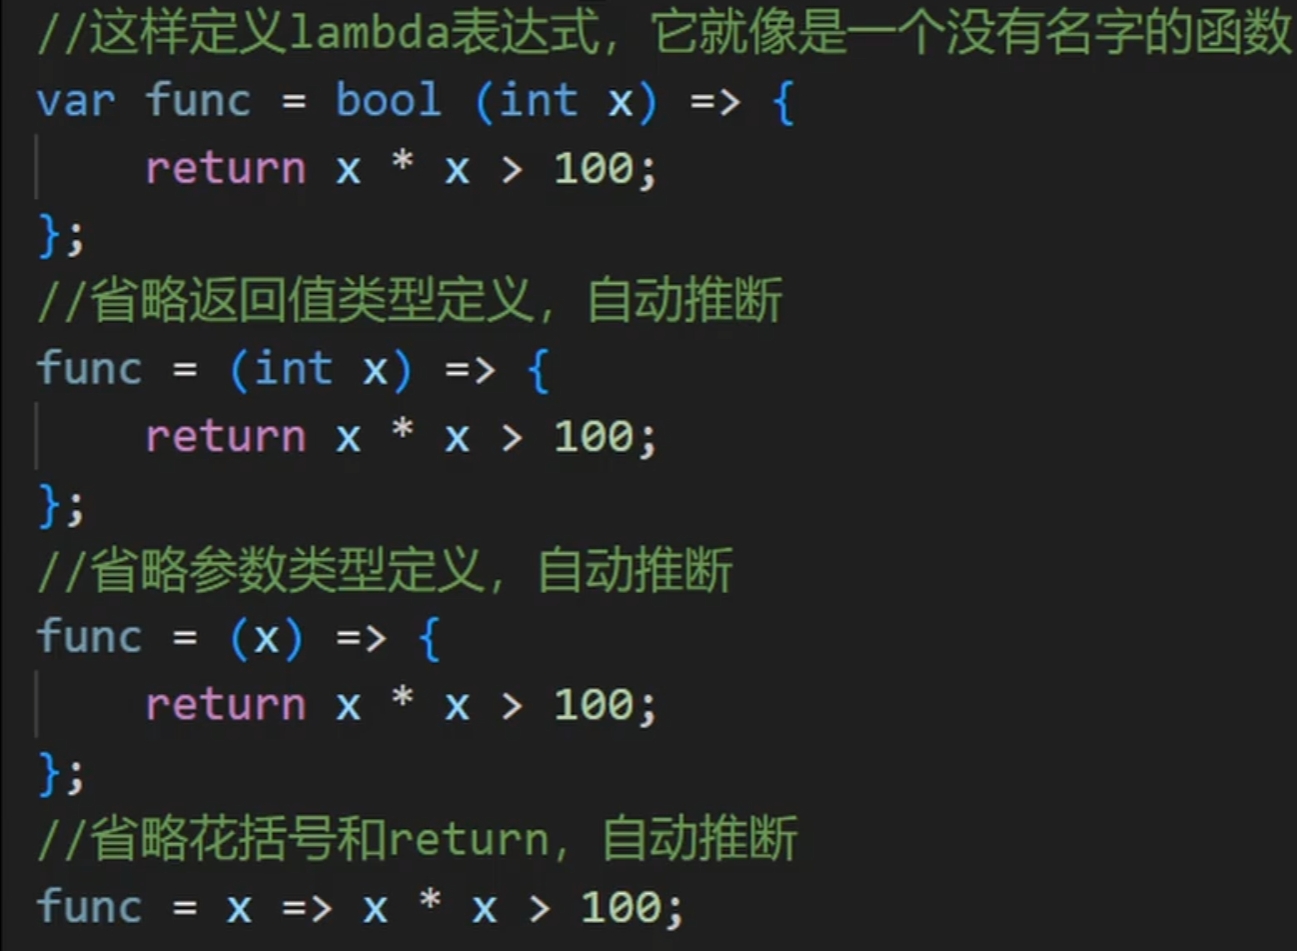 //这样定义lambda表达式，它就像是一个没有名字的函数
var func = bool (int x) => {
    return x * x > 100;
};
//省略返回值类型定义，自动推断
func = (int x) => {
    return x * x > 100;
};
//省略参数类型定义，自动推断
func = (x) => {
    return x * x > 100;
};
//省略花括号和return，自动推断
func = x => x * x > 100;